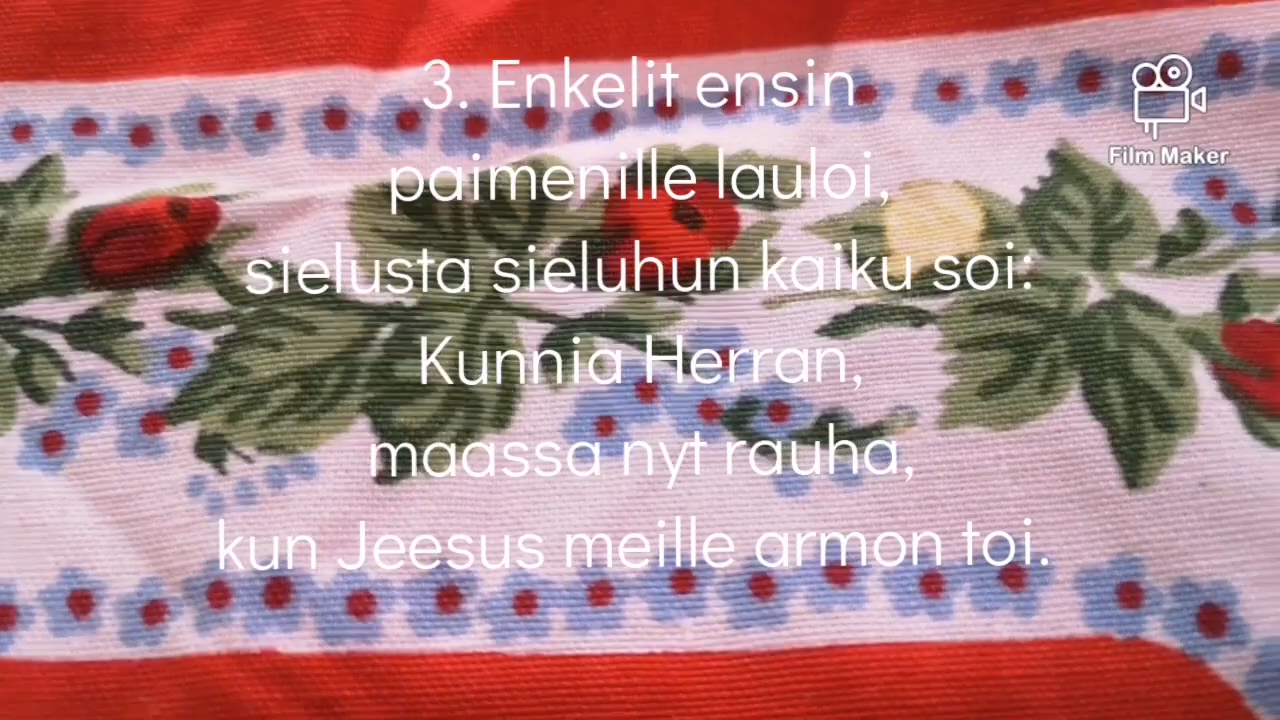 3. Enkelit ensin
paimenille lauloi,
sielusta sieluhun kaiku soi:
Kunnia Herran,
maassa nyt rauha,
kun Jeesus meille armon toi.
Film Maker